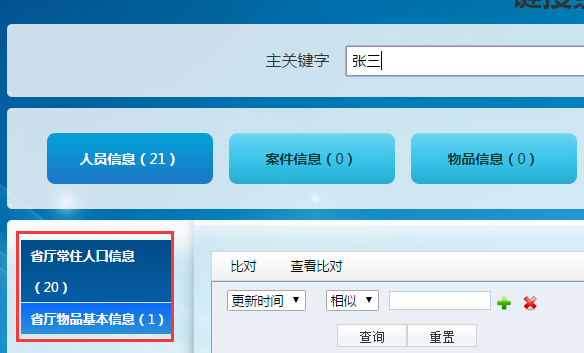 主关键字 张三
人员信息（21） 案件信息（0） 物品信息（0）
省厅常住人口信息
（20）
省厅物品基本信息（1）
比对 查看比对
更新时间 相似
查询 重置